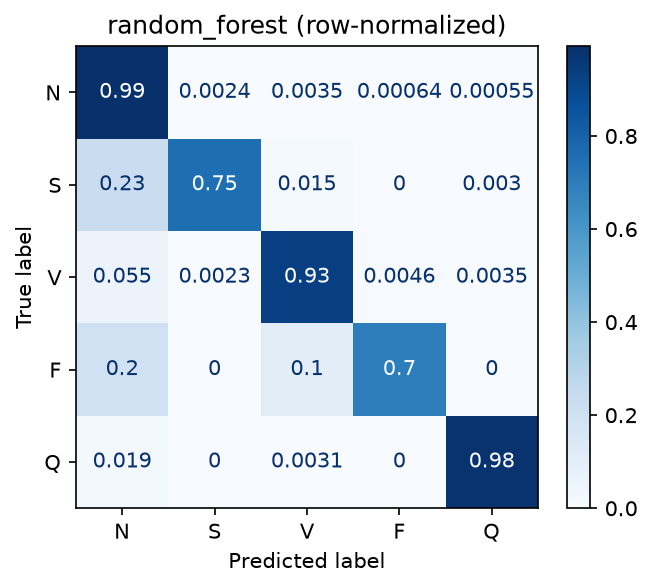 random_forest (row-normalized)
N 0.99 0.0024 0.0035 0.00064 0.00055
S 0.23 0.75 0.015 0 0.003
V 0.055 0.0023 0.93 0.0046 0.0035
F 0.2 0 0.1 0.7 0
Q 0.019 0 0.0031 0 0.98
N S V F Q
Predicted label
True label
0.8
0.6
0.4
0.2
0.0